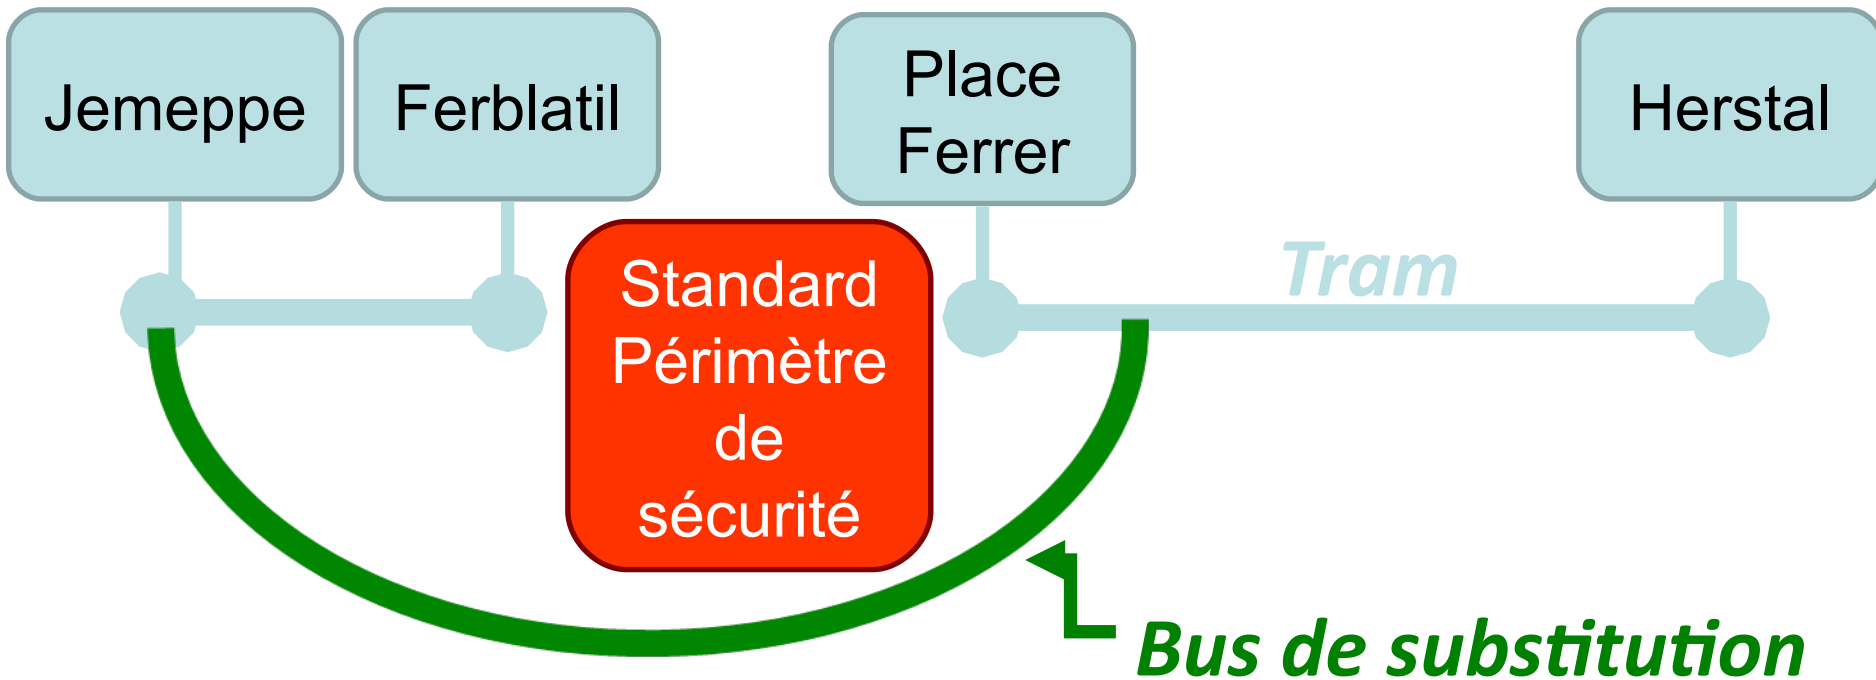 Jemeppe
Ferblatil
Place
Ferrer
Herstal
Tram
Standard
Périmètre
de
sécurité
Bus de substitution